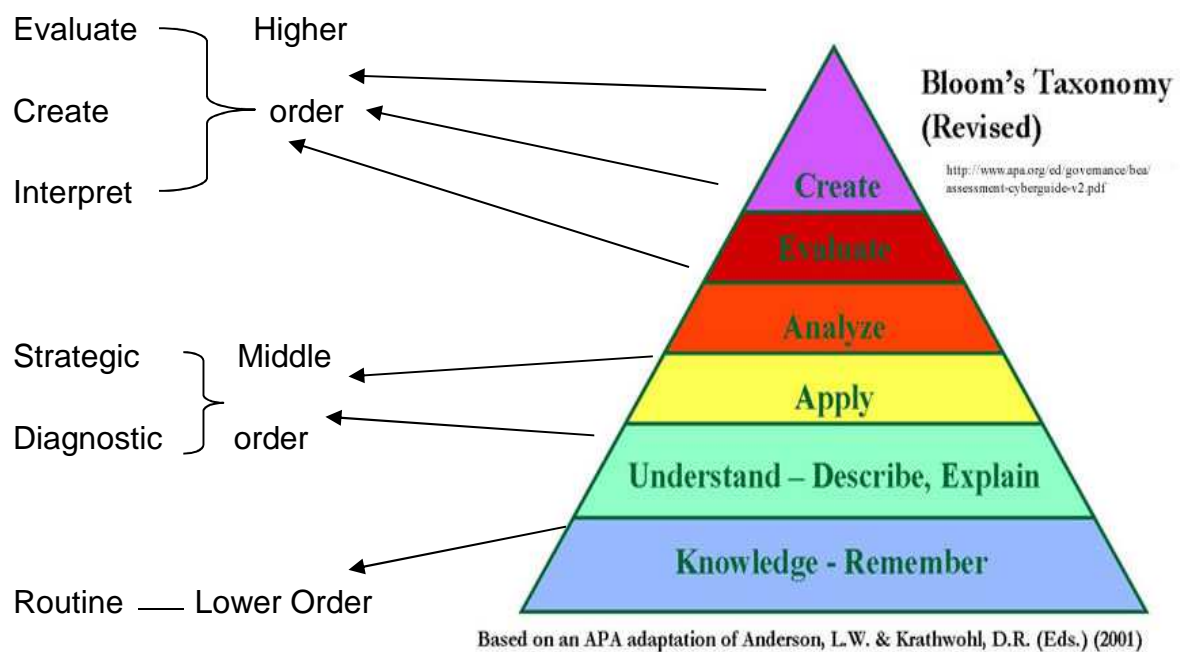 Evaluate
Higher
Create
order
Interpret
Strategic
Middle
Diagnostic
order
Routine
Lower Order
Bloom's Taxonomy
(Revised)
http://www.apa.org/ed/governance/bea/
assessment-cyberguide-v2.pdf
Create
Evaluate
Analyze
Apply
Understand – Describe, Explain
Knowledge - Remember
Based on an APA adaptation of Anderson, L.W. & Krathwohl, D.R. (Eds.) (2001)